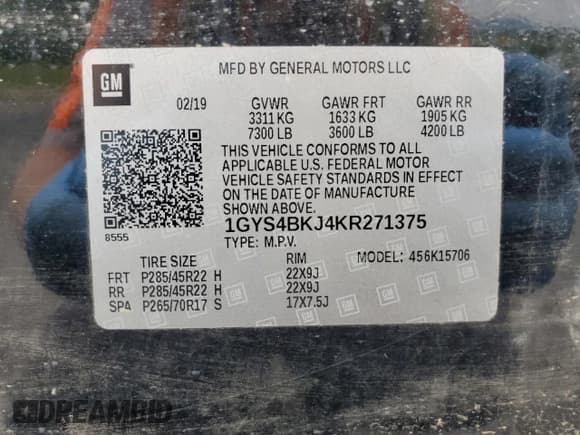 GM
MFD BY GENERAL MOTORS LLC
02/19 GVWR GAWR FRT GAWR RR
3311 KG 1633 KG 1905 KG
7300 LB 3600 LB 4200 LB
THIS VEHICLE CONFORMS TO ALL
APPLICABLE U.S. FEDERAL MOTOR
VEHICLE SAFETY STANDARDS IN EFFECT
ON THE DATE OF MANUFACTURE
SHOWN ABOVE.
8555
1GYS4BKJ4KR271375
TYPE: M.P.V. MODEL: 456K15706
TIRE SIZE RIM
FRT P285/45R22 H 22X9J
RR P285/45R22 H 22X9J
SPA P265/70R17 S 17X7.5J
DREAMBID